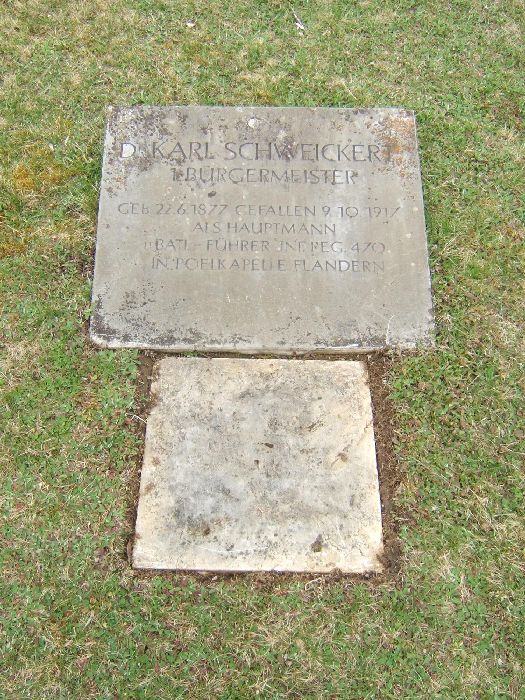 Dr KARL SCHWEICKERT
1. BÜRGERMEISTER
GEB. 22.6.1877 GEFALLEN 9.10.1917
ALS HAUPTMANN
U. BATL – FÜHRER INF. REG. 470
IN POELKAPELLE FLANDERN